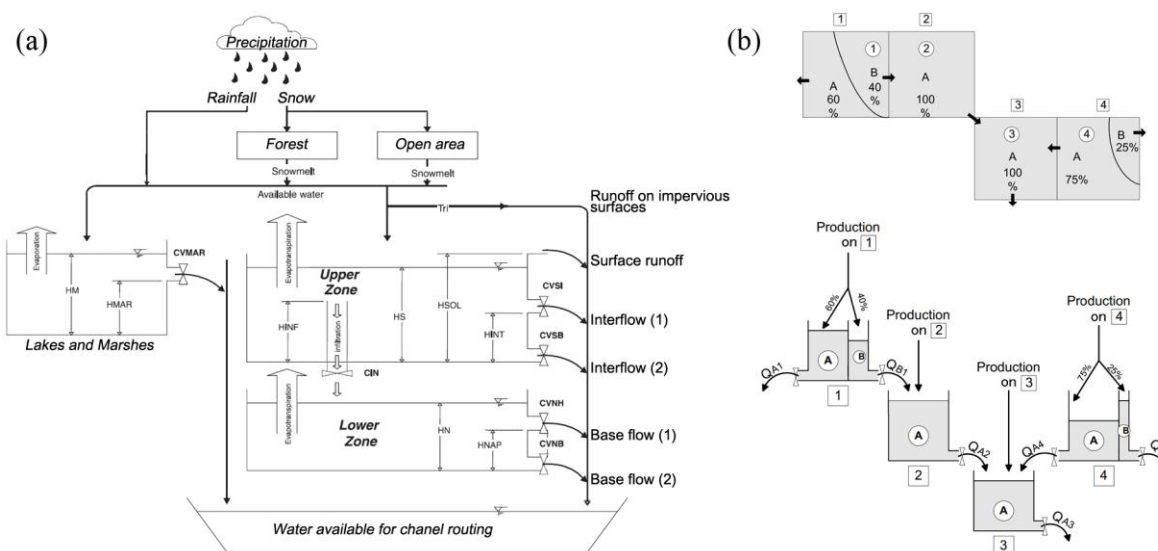 (a)
Precipitation
Rainfall Snow
Forest Open area
Snowmelt Snowmelt
Available water
Tri
Runoff on impervious
surfaces
Evaporation
CVMAR
HM
HMAR
Lakes and Marshes
Evapotranspiration
Upper
Zone
HINF
Infiltration
HS
HSOL
CVSI
HINT
CVSB
CIN
Surface runoff
Interflow (1)
Interflow (2)
Evapotranspiration
Lower
Zone
HN
CVNH
HNAP
CVNB
Base flow (1)
Base flow (2)
Water available for chanel routing
(b)
1 2
1 2
A
60
%
B
40
%
A
100
%
3 4
3 4
A
100
%
A
75%
B
25%
Production
on 1
60% 40%
A B
QA1 QB1
1
Production
on 2
A
QA2
2
Production
on 3
A
QA3
3
Production
on 4
75% 25%
A B
QA4
4